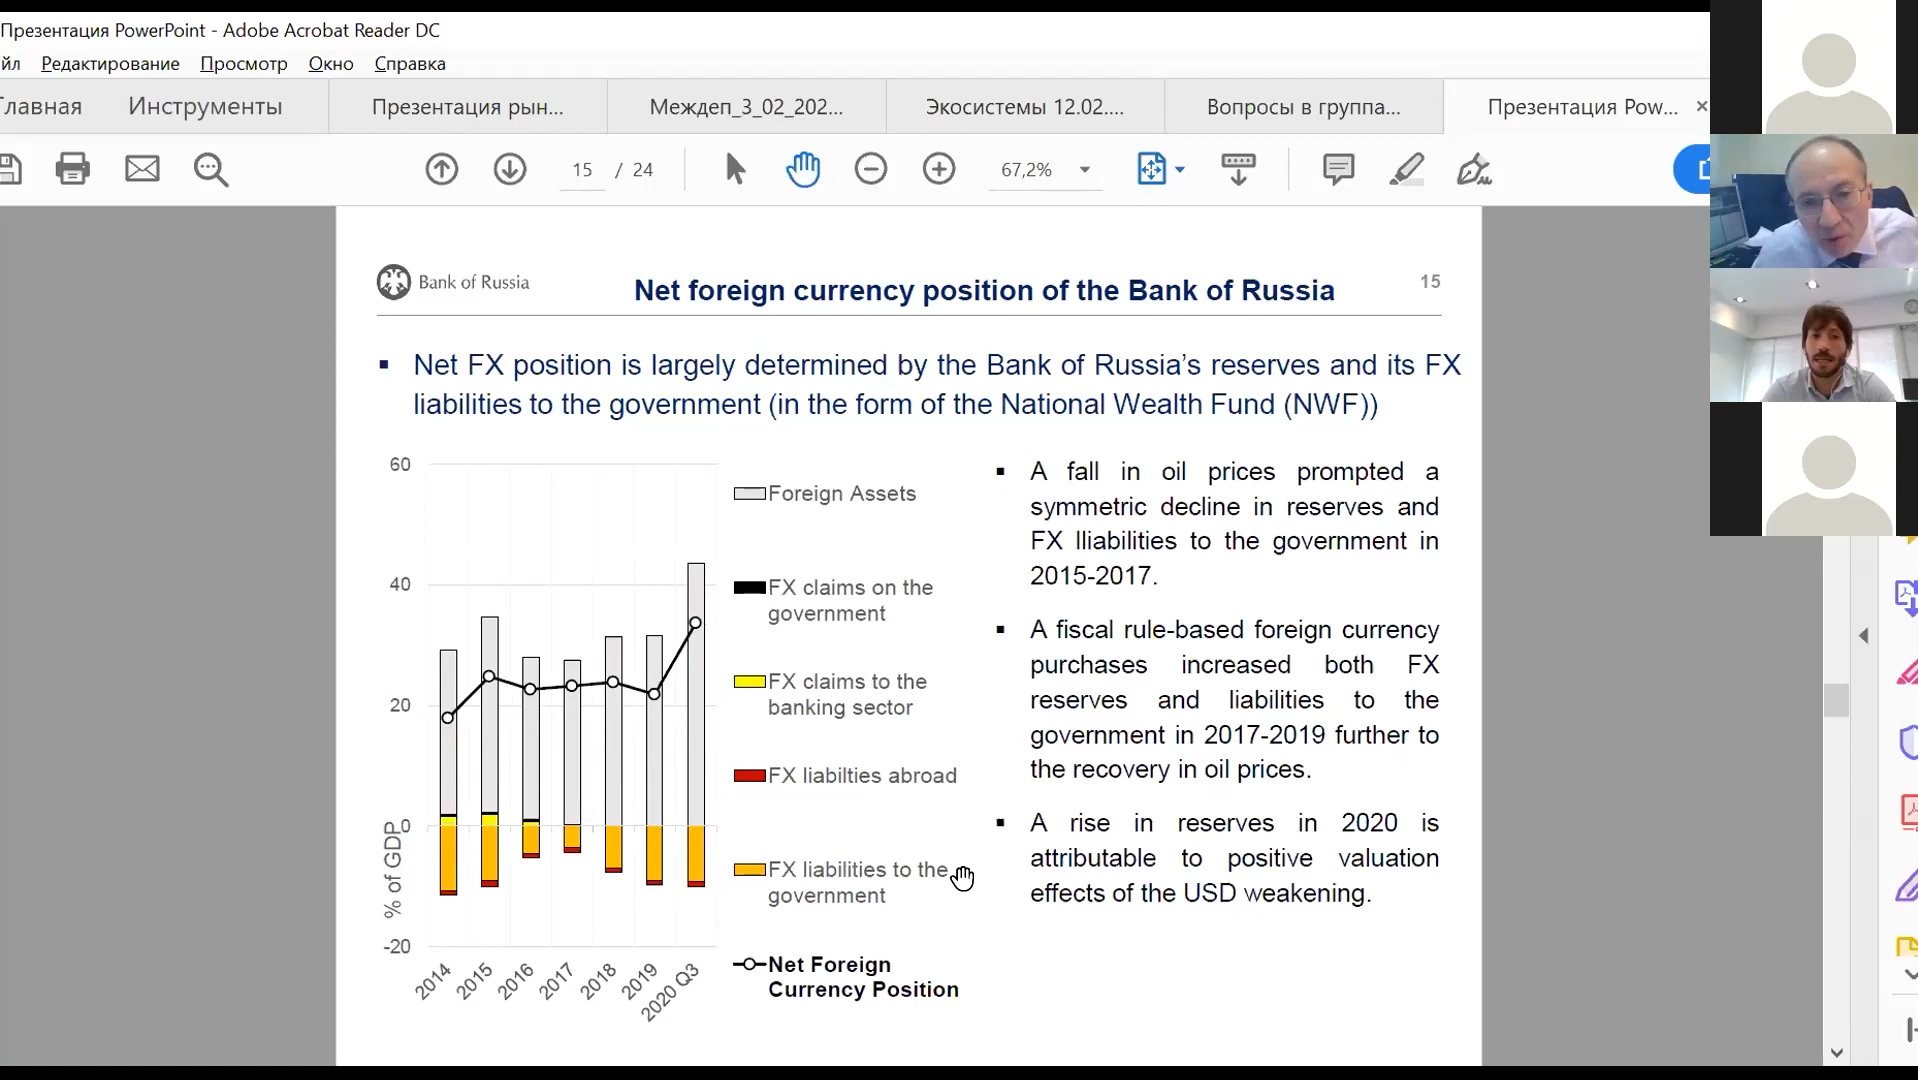 Презентация PowerPoint - Adobe Acrobat Reader DC
йл Редактирование Просмотр Окно Справка
Главная Инструменты Презентация рын... Междеп_3_02_202... Экосистемы 12.02.... Вопросы в группа... Презентация Pow... ×
15 / 24 67,2%
Bank of Russia
Net foreign currency position of the Bank of Russia
15
▪ Net FX position is largely determined by the Bank of Russia’s reserves and its FX
liabilities to the government (in the form of the National Wealth Fund (NWF))
60
40
20
0
-20
% of GDP
2014 2015 2016 2017 2018 2019 2020 Q3
Foreign Assets
FX claims on the
government
FX claims to the
banking sector
FX liabilties abroad
FX liabilities to the
government
Net Foreign
Currency Position
▪ A fall in oil prices prompted a
symmetric decline in reserves and
FX lliabilities to the government in
2015-2017.
▪ A fiscal rule-based foreign currency
purchases increased both FX
reserves and liabilities to the
government in 2017-2019 further to
the recovery in oil prices.
▪ A rise in reserves in 2020 is
attributable to positive valuation
effects of the USD weakening.